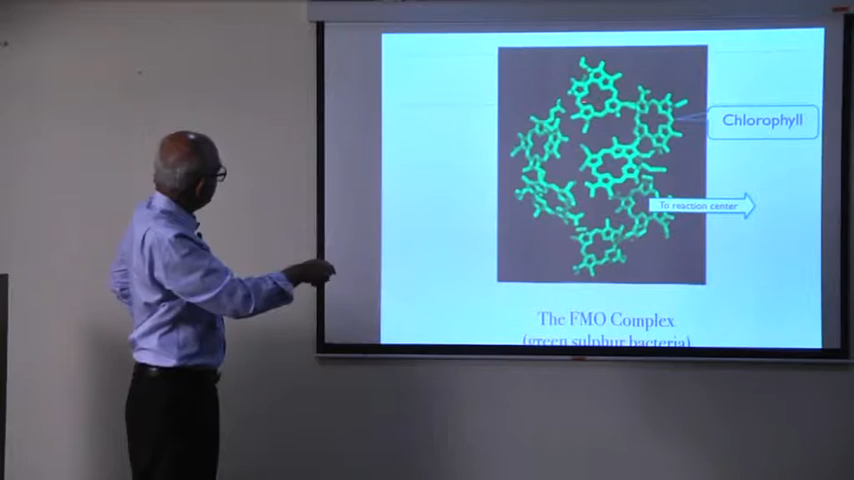 Chlorophyll
To reaction center
The FMO Complex
(green sulphur bacteria)